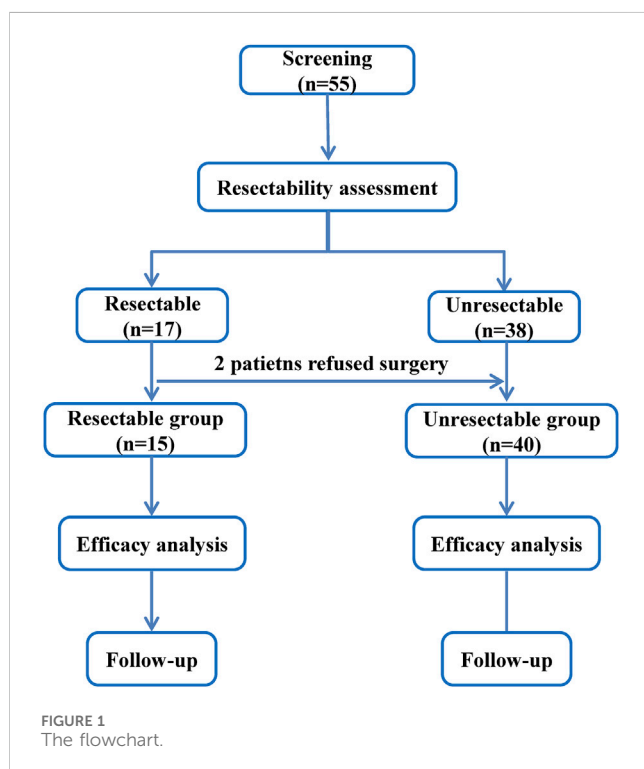 Screening
(n=55)
Resectability assessment
Resectable
(n=17)
Unresectable
(n=38)
2 patietns refused surgery
Resectable group
(n=15)
Unresectable group
(n=40)
Efficacy analysis
Efficacy analysis
Follow-up
Follow-up
FIGURE 1
The flowchart.